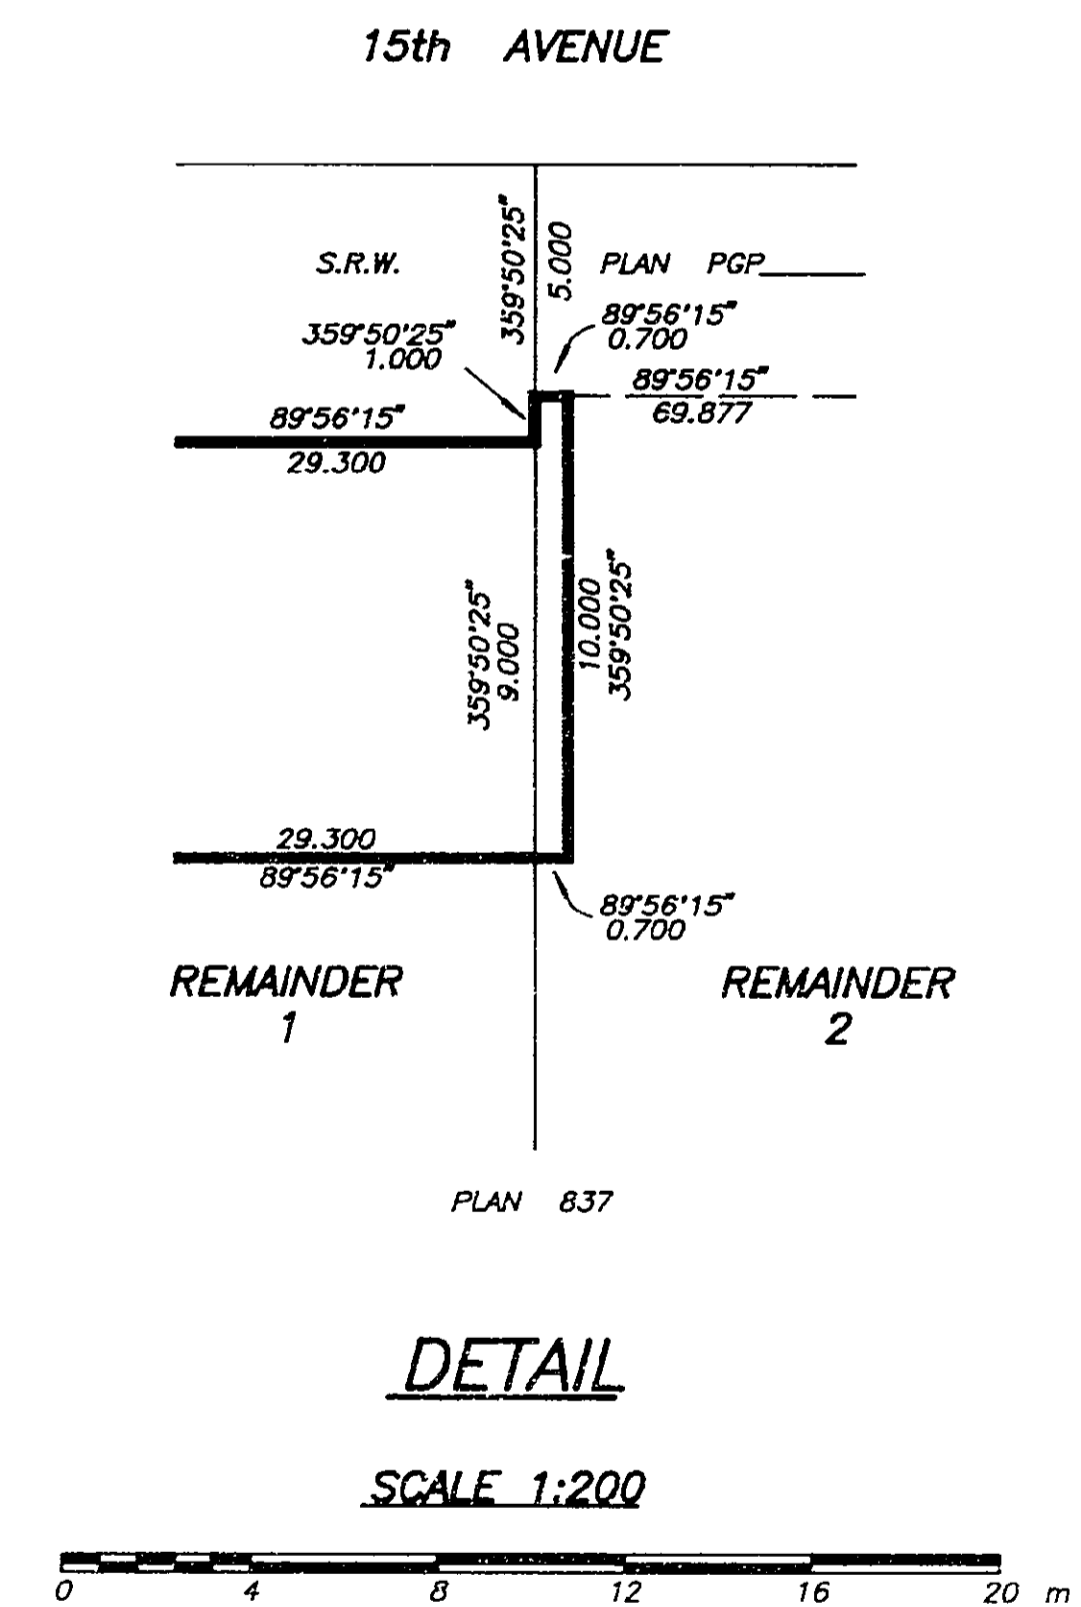 15th AVENUE
359°50'25"
5.000
S.R.W.
PLAN PGP______
89°56'15"
0.700
359°50'25"
1.000
89°56'15"
69.877
89°56'15"
29.300
359°50'25"
9.000
10.000
359°50'25"
29.300
89°56'15"
89°56'15"
0.700
REMAINDER
1
REMAINDER
2
PLAN 837
DETAIL
SCALE 1:200
0 4 8 12 16 20 m